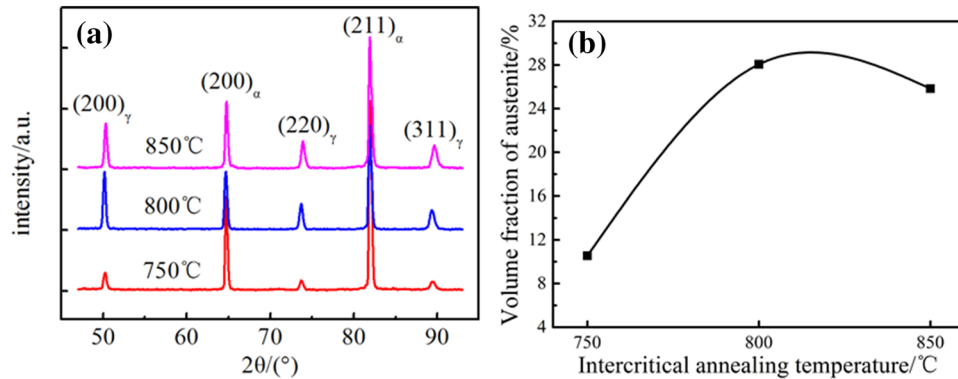 (a)
(211)α
(200)α
(200)γ
(220)γ
(311)γ
850℃
800℃
750℃
intensity/a.u.
50 60 70 80 90
2θ/(°)
(b)
Volume fraction of austenite/%
32
28
24
20
16
12
8
4
750 800 850
Intercritical annealing temperature/℃